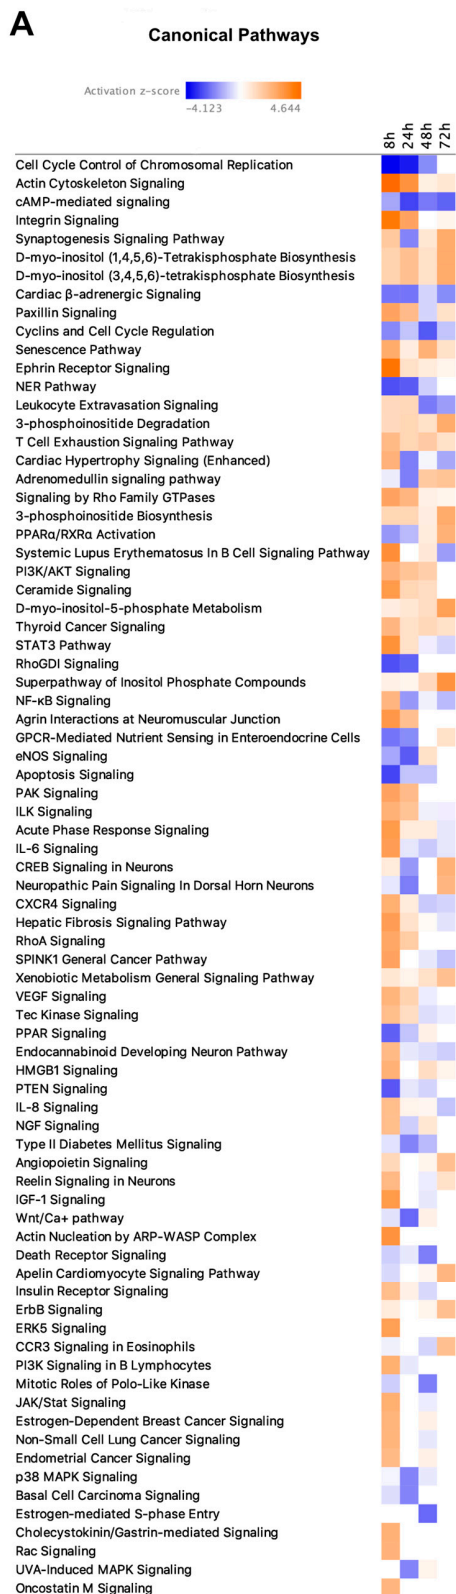 A
Canonical Pathways
Activation z-score
-4.123 4.644
8h 24h 48h 72h
Cell Cycle Control of Chromosomal Replication
Actin Cytoskeleton Signaling
cAMP-mediated signaling
Integrin Signaling
Synaptogenesis Signaling Pathway
D-myo-inositol (1,4,5,6)-Tetrakisphosphate Biosynthesis
D-myo-inositol (3,4,5,6)-tetrakisphosphate Biosynthesis
Cardiac β-adrenergic Signaling
Paxillin Signaling
Cyclins and Cell Cycle Regulation
Senescence Pathway
Ephrin Receptor Signaling
NER Pathway
Leukocyte Extravasation Signaling
3-phosphoinositide Degradation
T Cell Exhaustion Signaling Pathway
Cardiac Hypertrophy Signaling (Enhanced)
Adrenomedullin signaling pathway
Signaling by Rho Family GTPases
3-phosphoinositide Biosynthesis
PPARα/RXRα Activation
Systemic Lupus Erythematosus In B Cell Signaling Pathway
PI3K/AKT Signaling
Ceramide Signaling
D-myo-inositol-5-phosphate Metabolism
Thyroid Cancer Signaling
STAT3 Pathway
RhoGDI Signaling
Superpathway of Inositol Phosphate Compounds
NF-κB Signaling
Agrin Interactions at Neuromuscular Junction
GPCR-Mediated Nutrient Sensing in Enteroendocrine Cells
eNOS Signaling
Apoptosis Signaling
PAK Signaling
ILK Signaling
Acute Phase Response Signaling
IL-6 Signaling
CREB Signaling in Neurons
Neuropathic Pain Signaling In Dorsal Horn Neurons
CXCR4 Signaling
Hepatic Fibrosis Signaling Pathway
RhoA Signaling
SPINK1 General Cancer Pathway
Xenobiotic Metabolism General Signaling Pathway
VEGF Signaling
Tec Kinase Signaling
PPAR Signaling
Endocannabinoid Developing Neuron Pathway
HMGB1 Signaling
PTEN Signaling
IL-8 Signaling
NGF Signaling
Type II Diabetes Mellitus Signaling
Angiopoietin Signaling
Reelin Signaling in Neurons
IGF-1 Signaling
Wnt/Ca+ pathway
Actin Nucleation by ARP-WASP Complex
Death Receptor Signaling
Apelin Cardiomyocyte Signaling Pathway
Insulin Receptor Signaling
ErbB Signaling
ERK5 Signaling
CCR3 Signaling in Eosinophils
PI3K Signaling in B Lymphocytes
Mitotic Roles of Polo-Like Kinase
JAK/Stat Signaling
Estrogen-Dependent Breast Cancer Signaling
Non-Small Cell Lung Cancer Signaling
Endometrial Cancer Signaling
p38 MAPK Signaling
Basal Cell Carcinoma Signaling
Estrogen-mediated S-phase Entry
Cholecystokinin/Gastrin-mediated Signaling
Rac Signaling
UVA-Induced MAPK Signaling
Oncostatin M Signaling